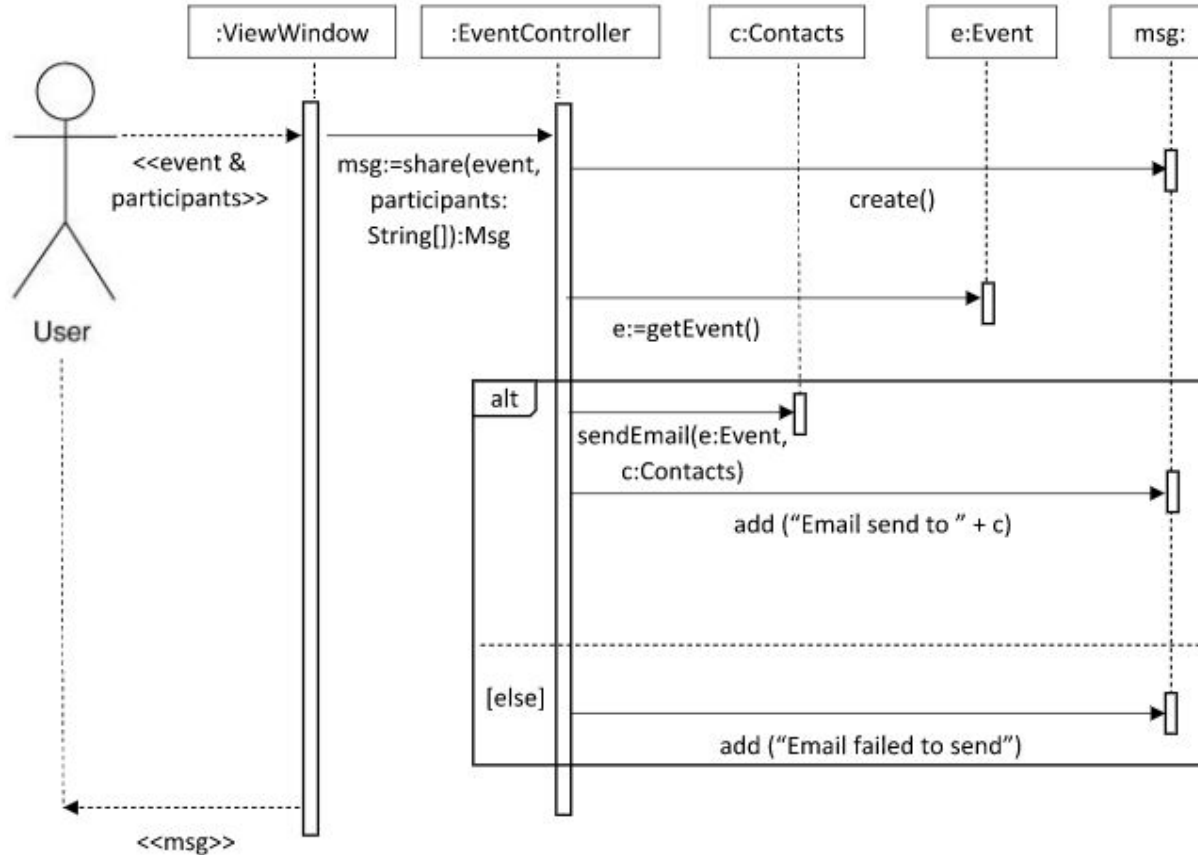 :ViewWindow
:EventController
c:Contacts
e:Event
msg:
<<event &
participants>>
msg:=share(event,
participants:
String[]):Msg
create()
User
e:=getEvent()
alt
sendEmail(e:Event,
c:Contacts)
add (“Email send to ” + c)
[else]
add (“Email failed to send”)
<<msg>>